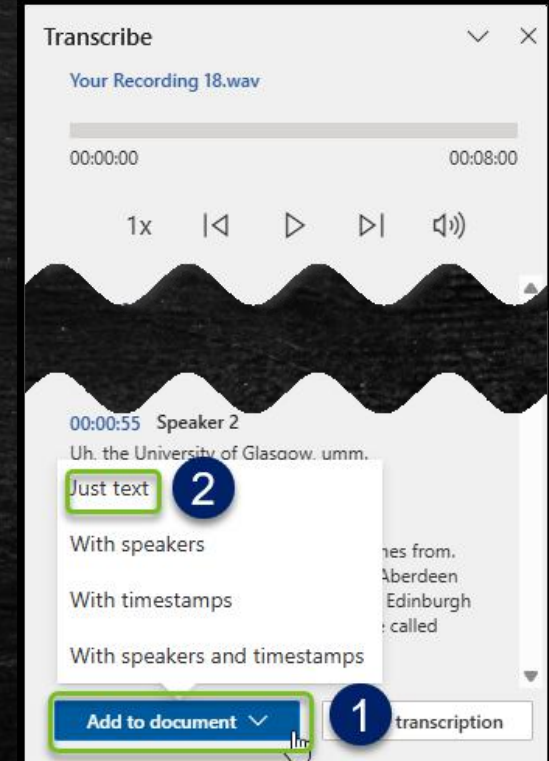 Transcribe
Your Recording 18.wav
00:00:00 00:08:00
1x
00:00:55 Speaker 2
Uh, the University of Glasgow, umm.
Just text 2
With speakers
from.
With timestamps
Aberdeen
Edinburgh
called
With speakers and timestamps
Add to document 1 transcription